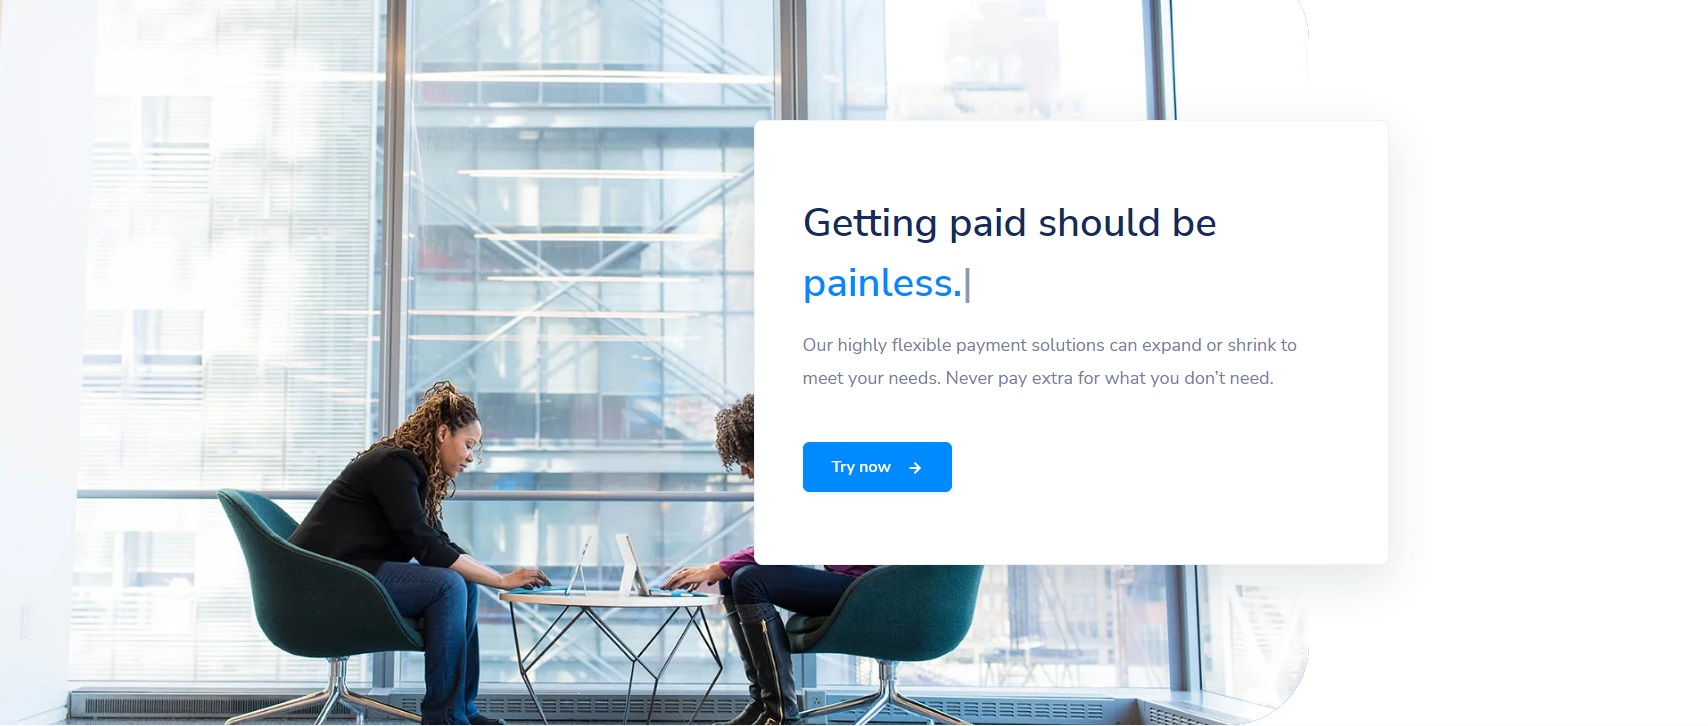 Getting paid should be
painless.|
Our highly flexible payment solutions can expand or shrink to
meet your needs. Never pay extra for what you don’t need.
Try now →